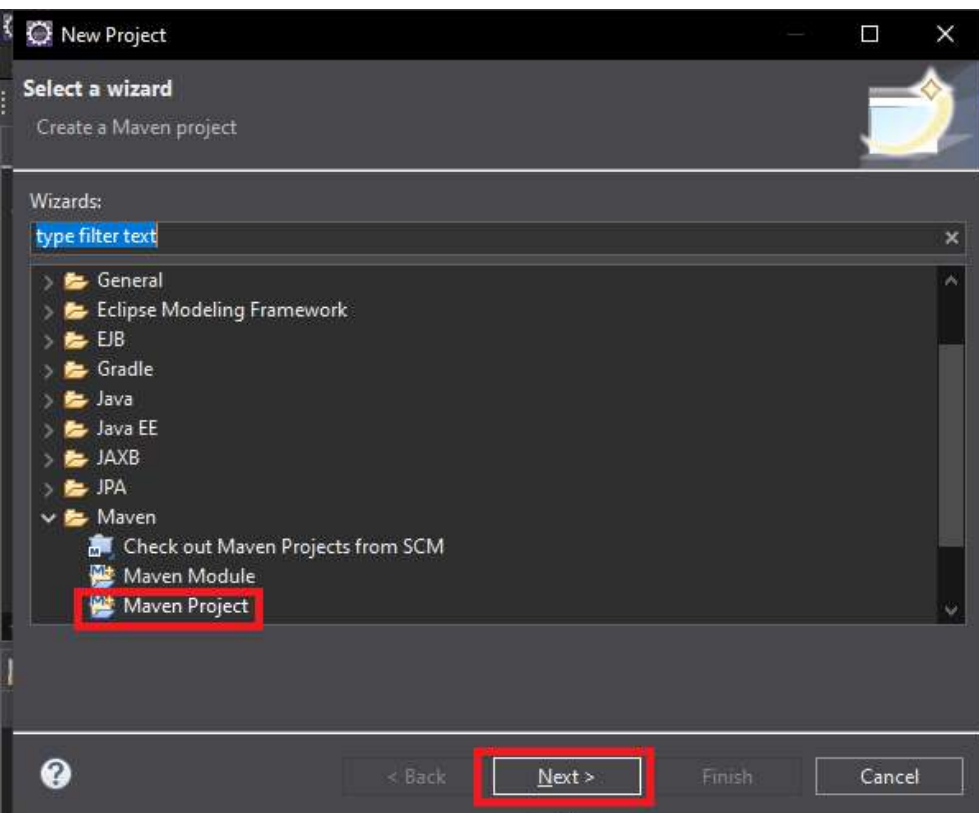 New Project
Select a wizard
Create a Maven project
Wizards:
type filter text
General
Eclipse Modeling Framework
EJB
Gradle
Java
Java EE
JAXB
JPA
Maven
Check out Maven Projects from SCM
Maven Module
Maven Project
< Back Next > Finish Cancel